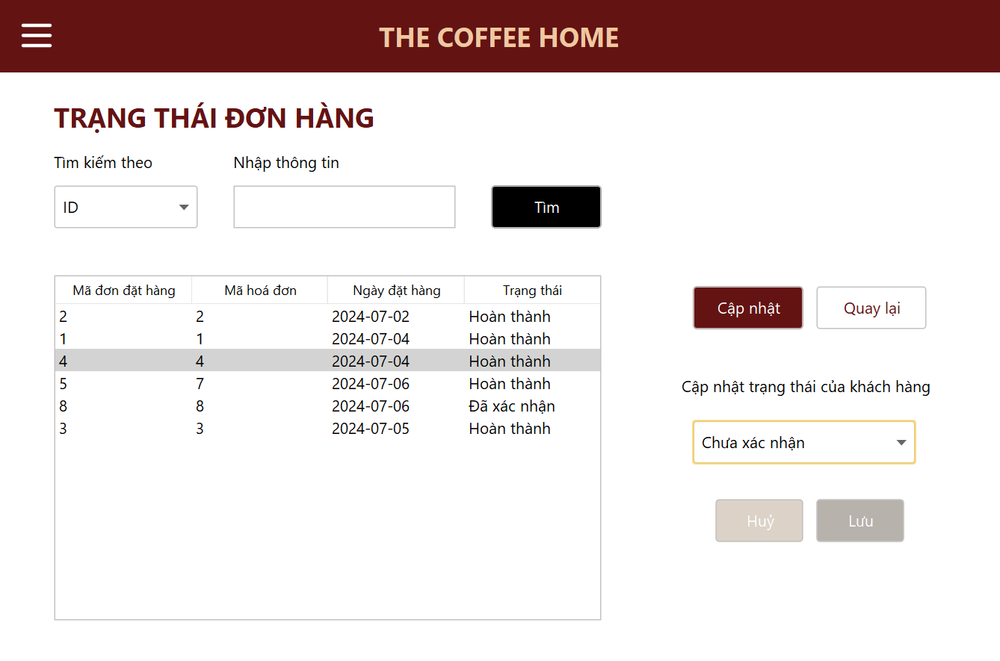 THE COFFEE HOME
TRẠNG THÁI ĐƠN HÀNG
Tìm kiếm theo Nhập thông tin
ID Tìm
Mã đơn đặt hàng Mã hoá đơn Ngày đặt hàng Trạng thái
2 2 2024-07-02 Hoàn thành
1 1 2024-07-04 Hoàn thành
4 4 2024-07-04 Hoàn thành
5 7 2024-07-06 Hoàn thành
8 8 2024-07-06 Đã xác nhận
3 3 2024-07-05 Hoàn thành
Cập nhật Quay lại
Cập nhật trạng thái của khách hàng
Chưa xác nhận
Huỷ Lưu